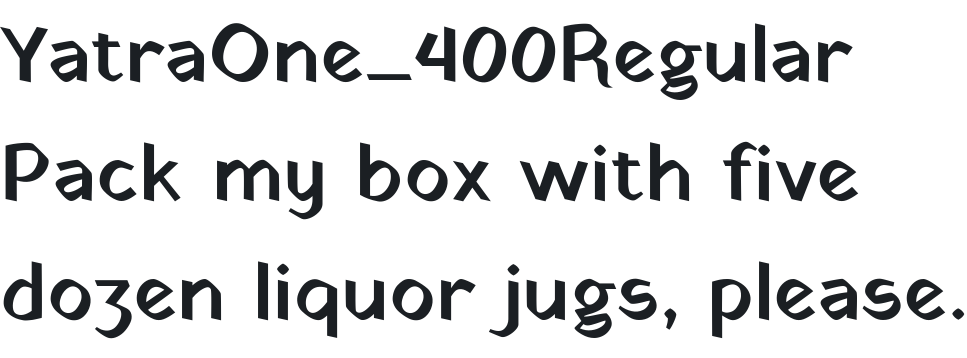 YatraOne_400Regular
Pack my box with five
dozen liquor jugs, please.